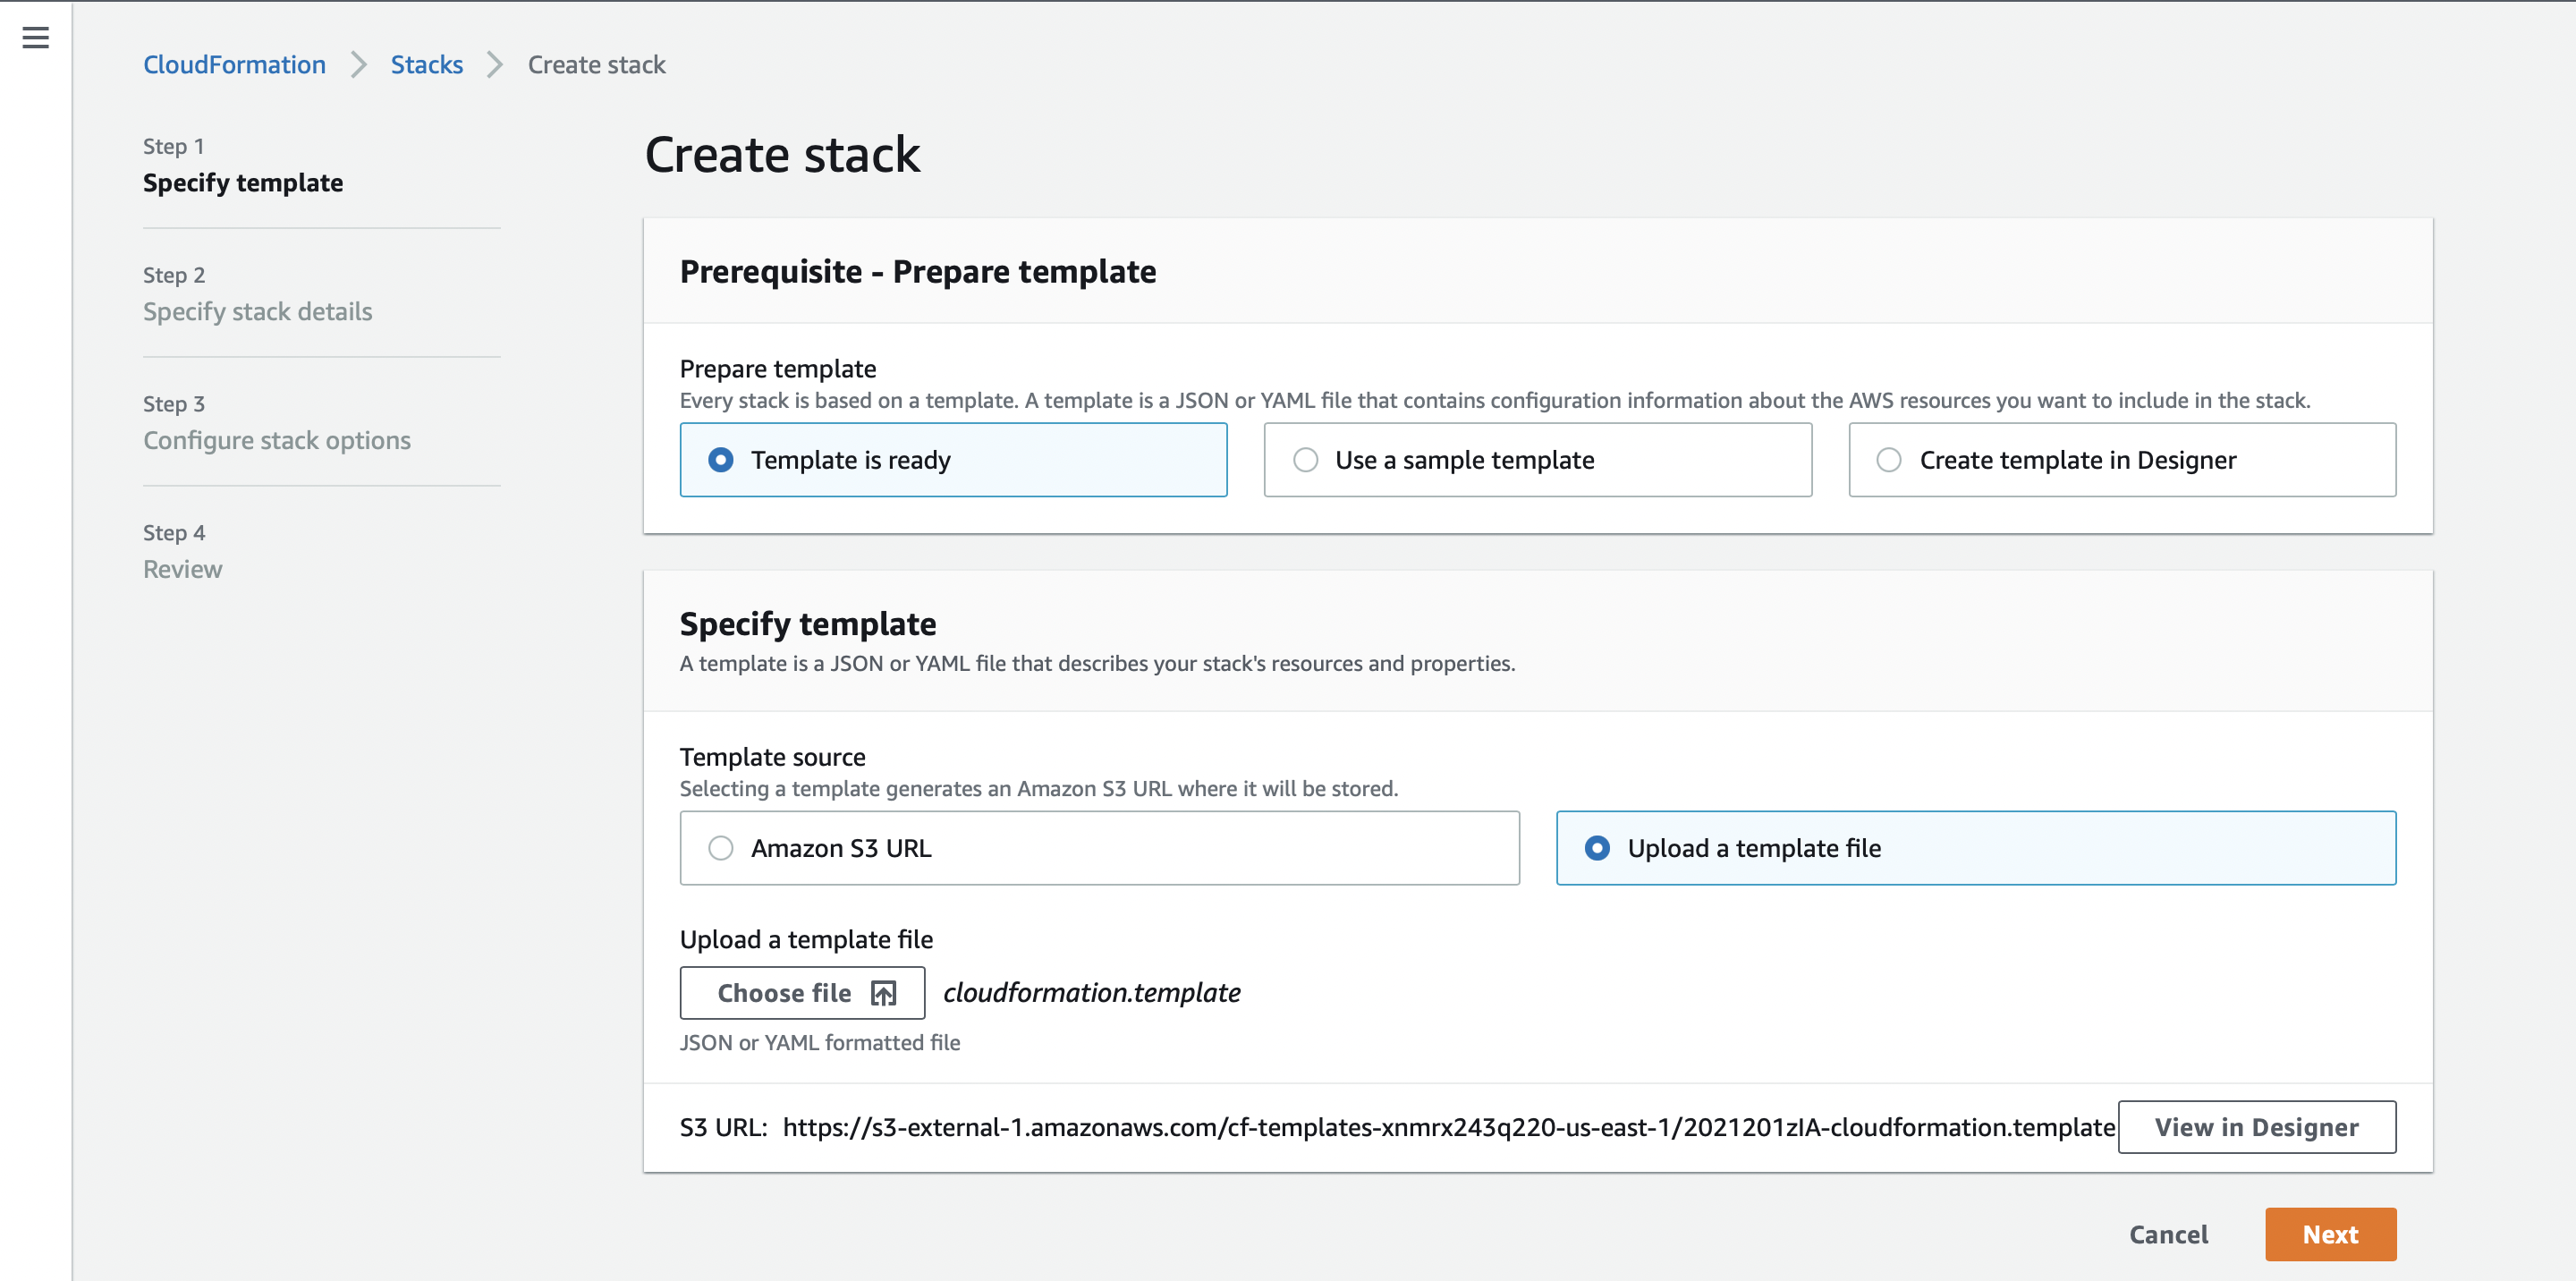 CloudFormation Stacks Create stack
Step 1
Specify template
Step 2
Specify stack details
Step 3
Configure stack options
Step 4
Review
Create stack
Prerequisite - Prepare template
Prepare template
Every stack is based on a template. A template is a JSON or YAML file that contains configuration information about the AWS resources you want to include in the stack.
Template is ready
Use a sample template
Create template in Designer
Specify template
A template is a JSON or YAML file that describes your stack's resources and properties.
Template source
Selecting a template generates an Amazon S3 URL where it will be stored.
Amazon S3 URL
Upload a template file
Upload a template file
Choose file cloudformation.template
JSON or YAML formatted file
S3 URL: https://s3-external-1.amazonaws.com/cf-templates-xnmrx243q220-us-east-1/2021201zIA-cloudformation.template View in Designer
Cancel Next